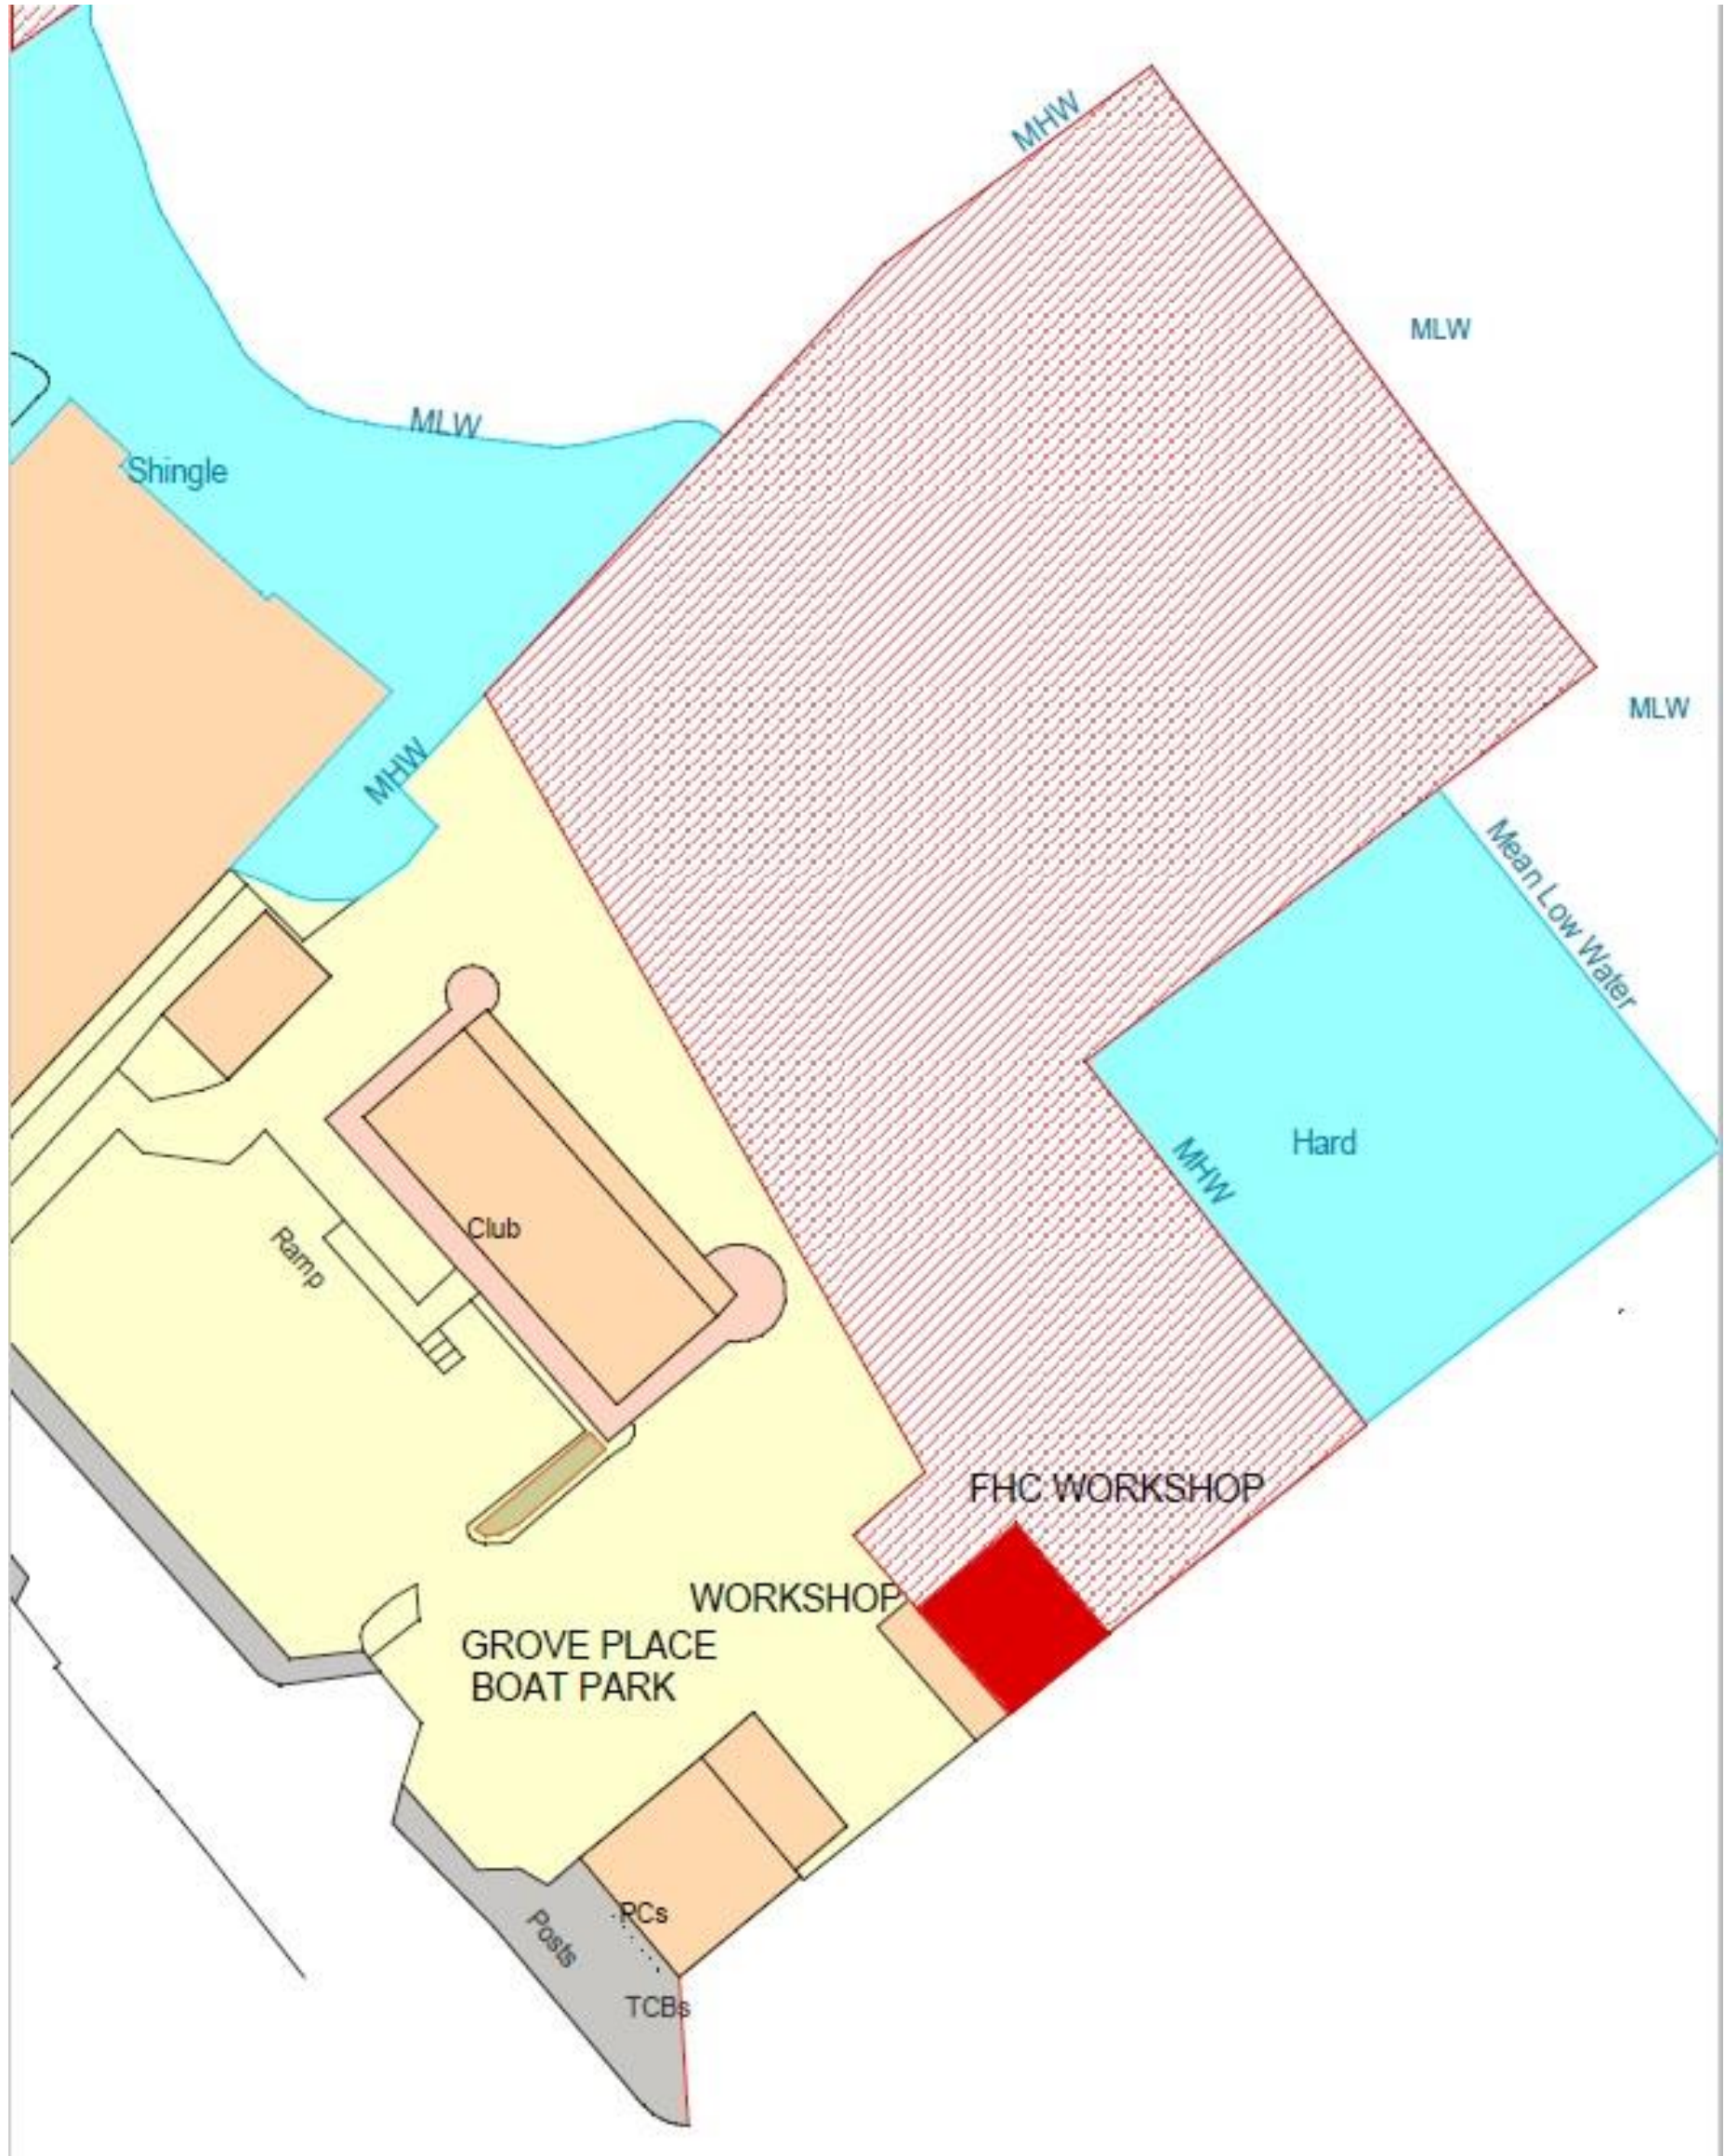 MHW
MLW
MLW
Shingle
MLW
MHW
Mean Low Water
Hard
MHW
Club
Ramp
FHC WORKSHOP
WORKSHOP
GROVE PLACE
BOAT PARK
PCs
Posts
TCBs